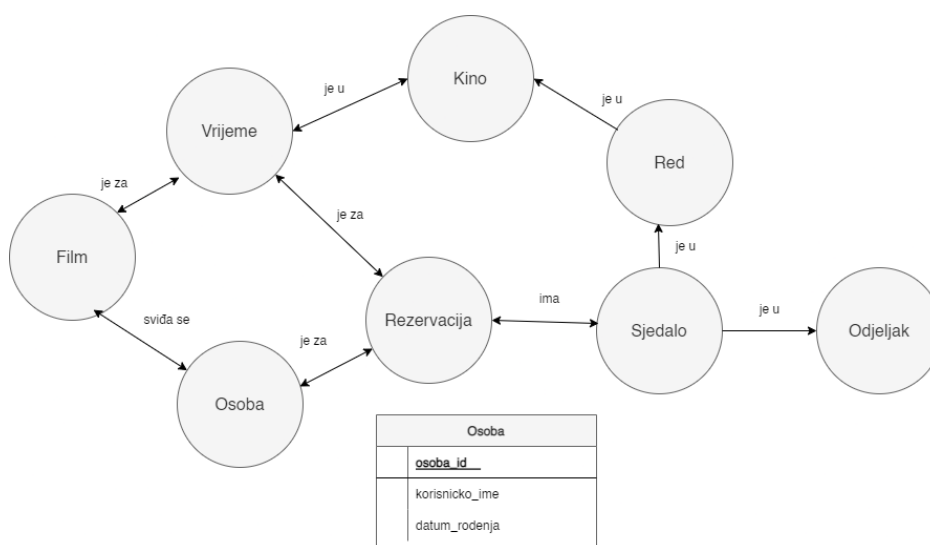 Kino
je u
je u
Vrijeme
Red
je za
je za
je u
Film
ima
Rezervacija
Sjedalo
je u
Odjeljak
sviđa se
je za
Osoba
Osoba
osoba_id
korisnicko_ime
datum_rodenja